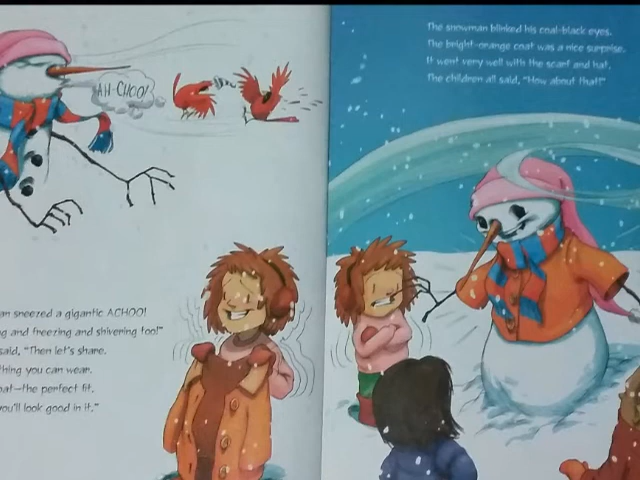 AH-CHOO!
an sneezed a gigantic ACHOO!
ng and freezing and shivering too!"
said, "Then let's share.
thing you can wear.
oat—the perfect fit.
you'll look good in it."
The snowman blinked his coal-black eyes.
The bright-orange coat was a nice surprise.
It went very well with the scarf and hat.
The children all said, "How about that!"